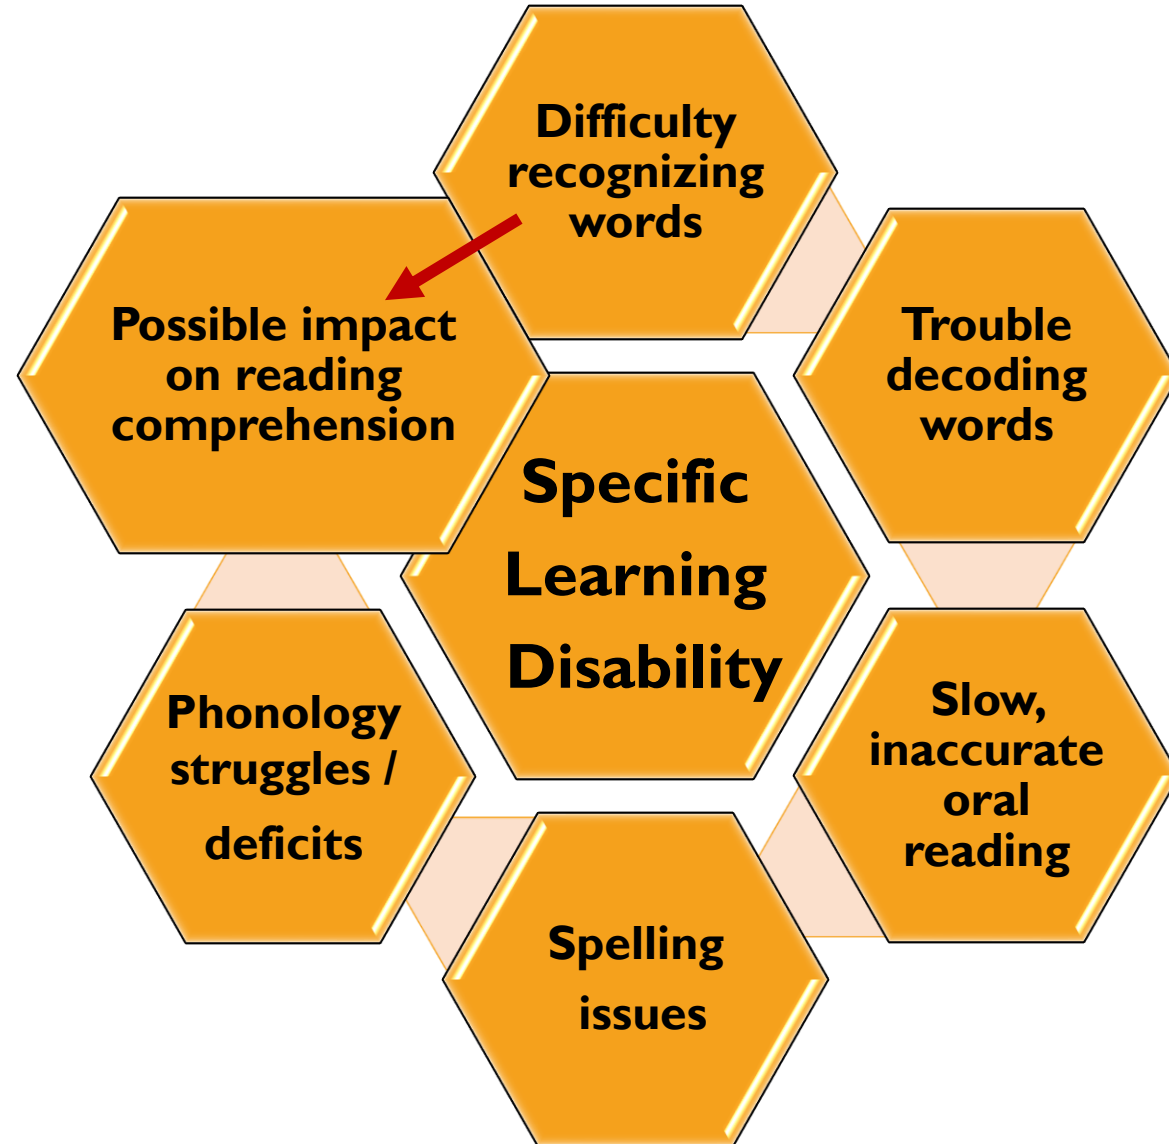 Difficulty
recognizing
words
Possible impact
on reading
comprehension
Trouble
decoding
words
Specific
Learning
Disability
Phonology
struggles /
deficits
Slow,
inaccurate
oral
reading
Spelling
issues